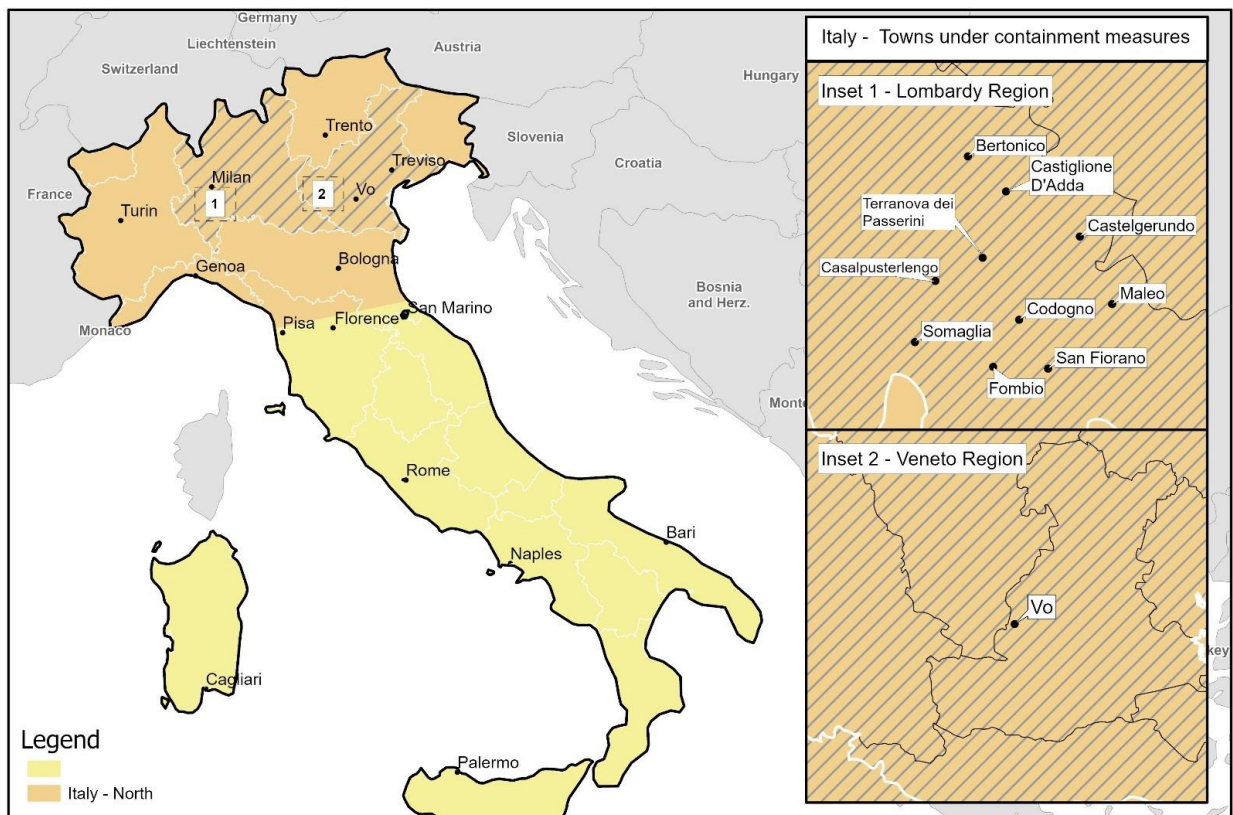 Germany
Liechtenstein
Austria
Switzerland
Hungary
Slovenia
Croatia
France
Bosnia
and Herz.
Monaco
Trento
Treviso
Milan
1
2
Vo
Turin
Bologna
Genoa
San Marino
Pisa
Florence
Rome
Naples
Bari
Cagliari
Palermo
Legend
Italy - North
Italy - Towns under containment measures
Inset 1 - Lombardy Region
Bertonico
Castiglione
D'Adda
Terranova dei
Passerini
Castelgerundo
Casalpusterlengo
Maleo
Codogno
Somaglia
San Fiorano
Fombio
Monte
Inset 2 - Veneto Region
Vo
key